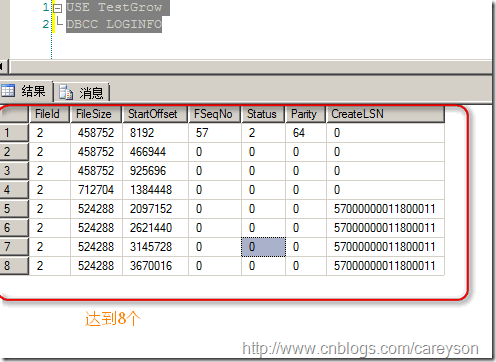 1 USE TestGrow
2 DBCC LOGINFO
结果 消息
FileId FileSize StartOffset FSeqNo Status Parity CreateLSN
1 2 458752 8192 57 2 64 0
2 2 458752 466944 0 0 0 0
3 2 458752 925696 0 0 0 0
4 2 712704 1384448 0 0 0 0
5 2 524288 2097152 0 0 0 57000000011800011
6 2 524288 2621440 0 0 0 57000000011800011
7 2 524288 3145728 0 0 0 57000000011800011
8 2 524288 3670016 0 0 0 57000000011800011
达到8个
http://www.cnblogs.com/careyson